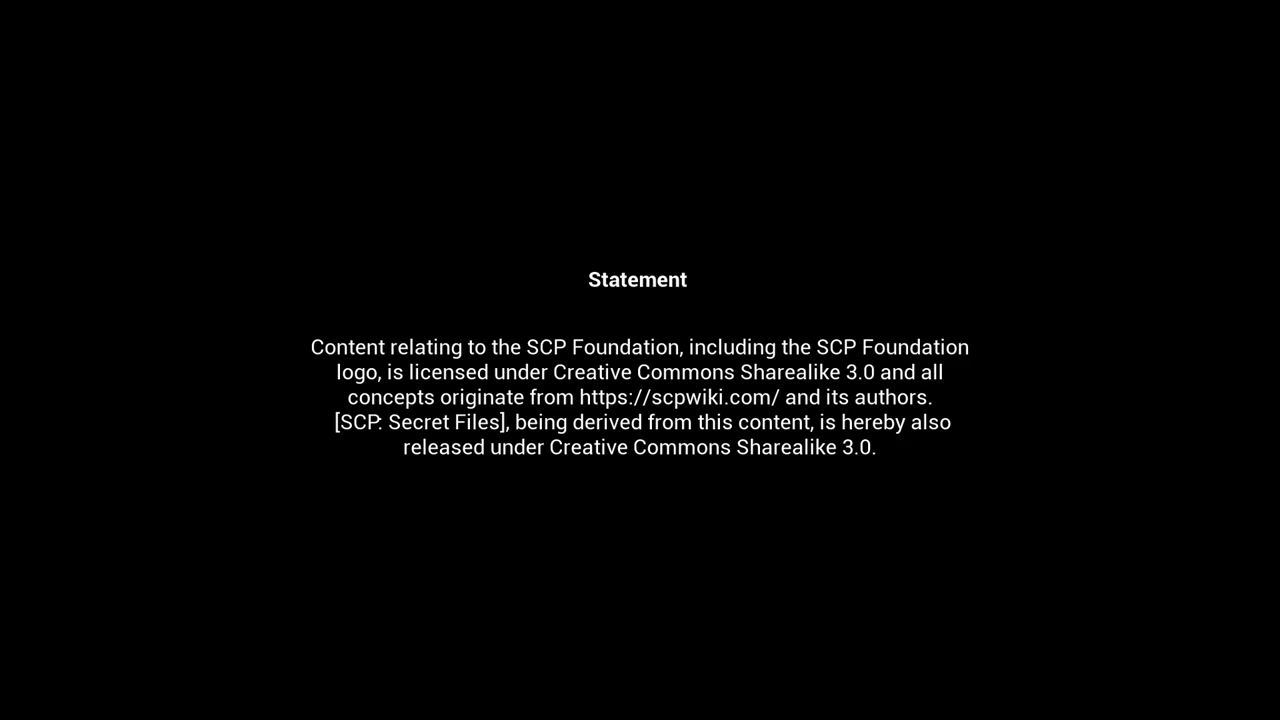 Statement
Content relating to the SCP Foundation, including the SCP Foundation
logo, is licensed under Creative Commons Sharealike 3.0 and all
concepts originate from https://scpwiki.com/ and its authors.
[SCP: Secret Files], being derived from this content, is hereby also
released under Creative Commons Sharealike 3.0.